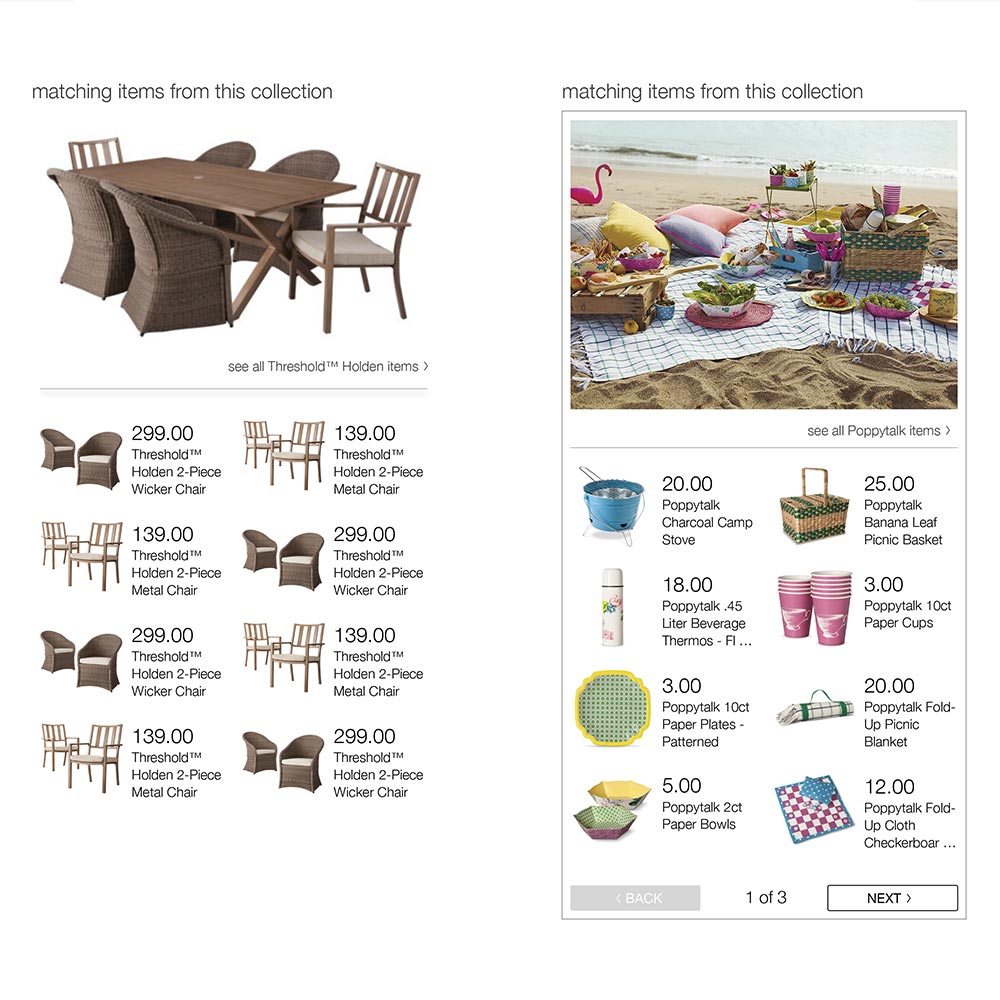 matching items from this collection
see all Threshold™ Holden items ›
299.00
Threshold™
Holden 2-Piece
Wicker Chair
139.00
Threshold™
Holden 2-Piece
Metal Chair
139.00
Threshold™
Holden 2-Piece
Metal Chair
299.00
Threshold™
Holden 2-Piece
Wicker Chair
299.00
Threshold™
Holden 2-Piece
Wicker Chair
139.00
Threshold™
Holden 2-Piece
Metal Chair
139.00
Threshold™
Holden 2-Piece
Metal Chair
299.00
Threshold™
Holden 2-Piece
Wicker Chair
matching items from this collection
see all Poppytalk items ›
20.00
Poppytalk
Charcoal Camp
Stove
25.00
Poppytalk
Banana Leaf
Picnic Basket
18.00
Poppytalk .45
Liter Beverage
Thermos - Fl ...
3.00
Poppytalk 10ct
Paper Cups
3.00
Poppytalk 10ct
Paper Plates -
Patterned
20.00
Poppytalk Fold-
Up Picnic
Blanket
5.00
Poppytalk 2ct
Paper Bowls
12.00
Poppytalk Fold-
Up Cloth
Checkerboar ...
‹ BACK
1 of 3
NEXT ›